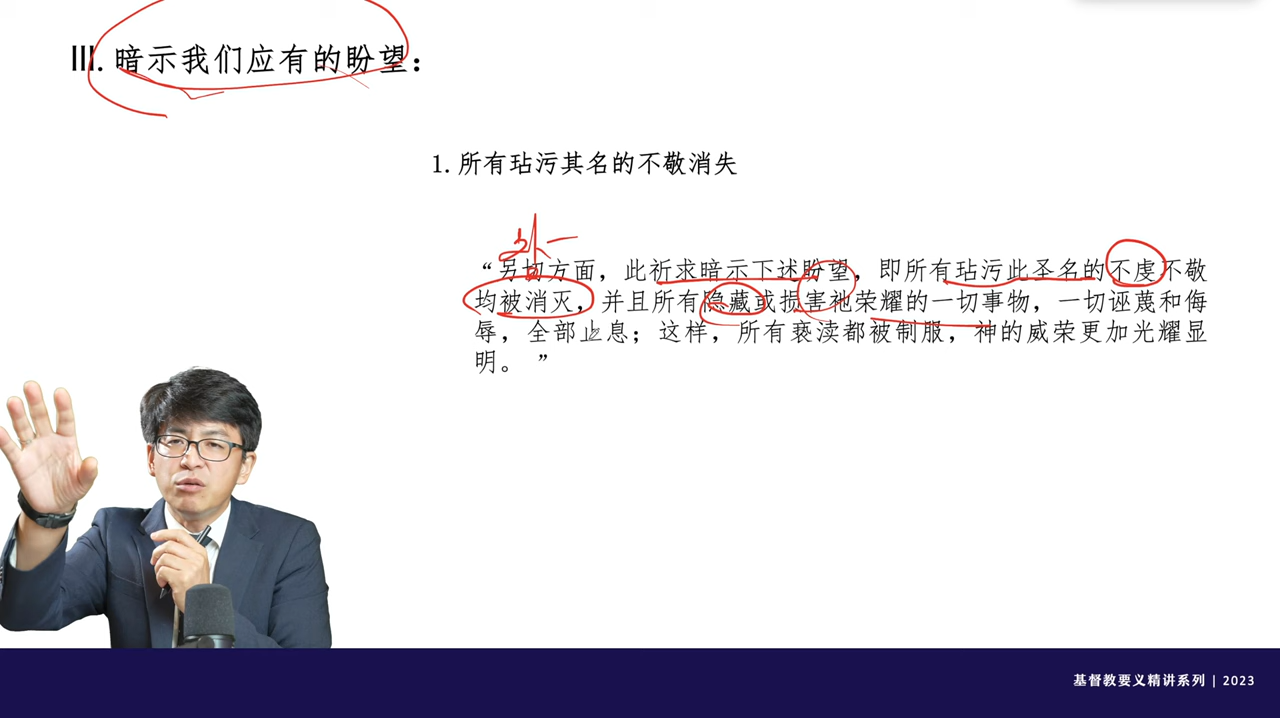 III. 暗示我们应有的盼望：
1. 所有玷污其名的不敬消失
外一
“另切方面，此祈求暗示下述盼望，即所有玷污此圣名的不虔不敬
均被消灭，并且所有隐藏或损害祂荣耀的一切事物，一切诬蔑和侮
辱，全部止息；这样，所有亵渎都被制服，神的威荣更加光耀显
明。 ”
基督教要义精讲系列 | 2023